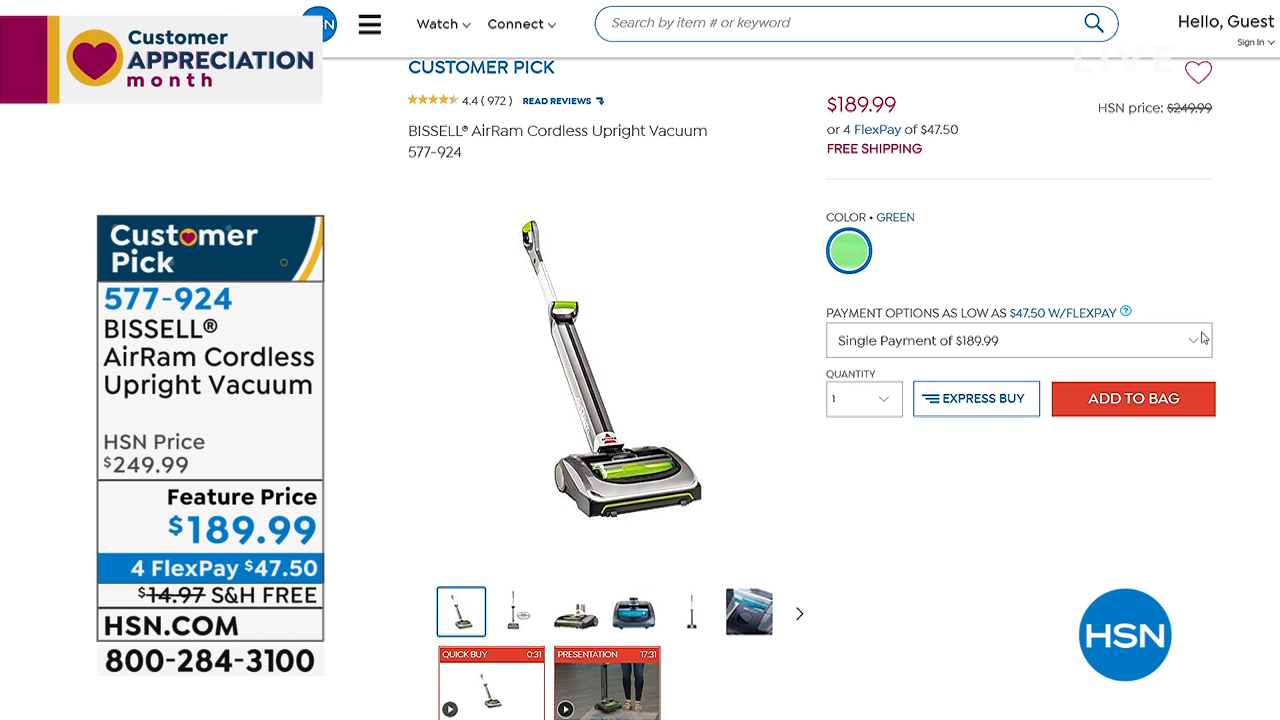 Customer
APPRECIATION
month
HSN
Watch
Connect
Search by item # or keyword
Hello, Guest
Sign In
LIVE
CUSTOMER PICK
4.4 ( 972 ) READ REVIEWS
BISSELL® AirRam Cordless Upright Vacuum
577-924
$189.99
HSN price: $249.99
or 4 FlexPay of $47.50
FREE SHIPPING
COLOR • GREEN
PAYMENT OPTIONS AS LOW AS $47.50 W/FLEXPAY ?
Single Payment of $189.99
QUANTITY
1
EXPRESS BUY
ADD TO BAG
Customer
Pick
577-924
BISSELL®
AirRam Cordless
Upright Vacuum
HSN Price
$249.99
Feature Price
$189.99
4 FlexPay $47.50
$14.97 S&H FREE
HSN.COM
800-284-3100
QUICK BUY 0:31
PRESENTATION 17:31
HSN